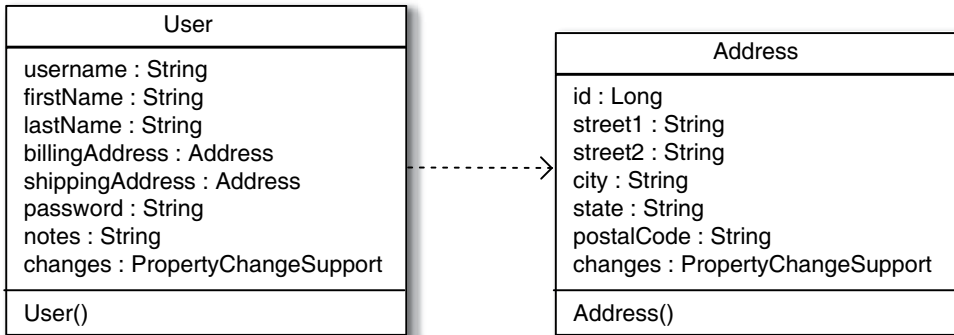 User
username : String
firstName : String
lastName : String
billingAddress : Address
shippingAddress : Address
password : String
notes : String
changes : PropertyChangeSupport
User()
Address
id : Long
street1 : String
street2 : String
city : String
state : String
postalCode : String
changes : PropertyChangeSupport
Address()